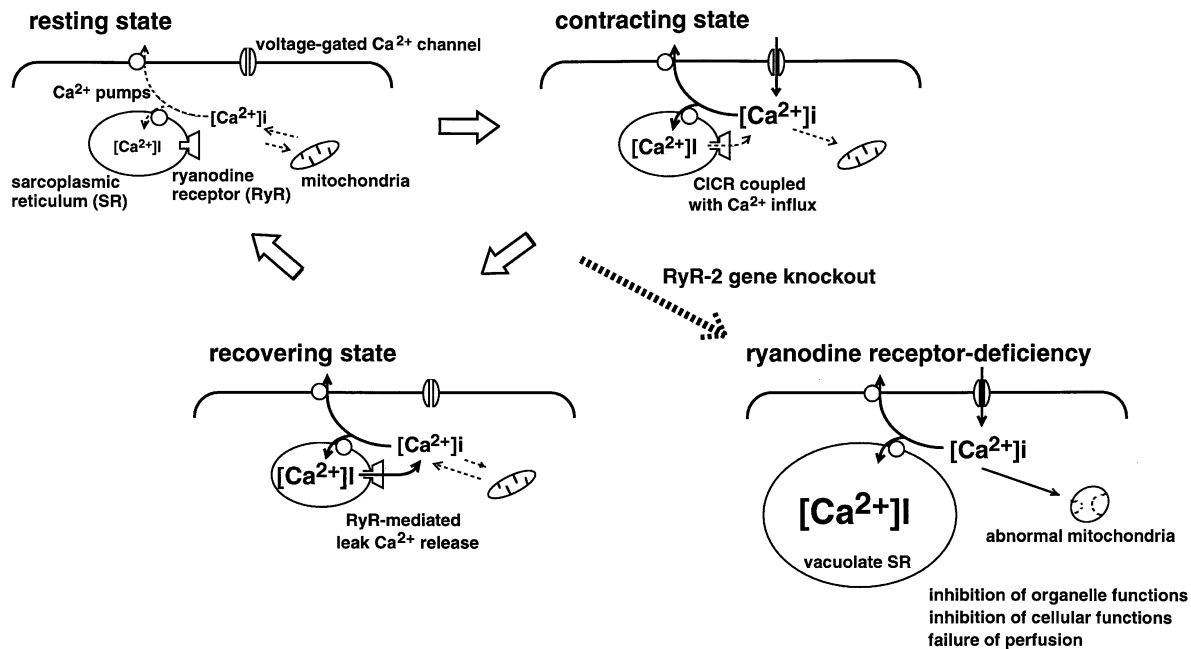 resting state
voltage-gated Ca2+ channel
Ca2+ pumps
[Ca2+]i
[Ca2+]l
sarcoplasmic
reticulum (SR)
ryanodine
receptor (RyR)
mitochondria
contracting state
[Ca2+]i
[Ca2+]l
CICR coupled
with Ca2+ influx
RyR-2 gene knockout
recovering state
[Ca2+]i
[Ca2+]l
RyR-mediated
leak Ca2+ release
ryanodine receptor-deficiency
[Ca2+]i
[Ca2+]l
vacuolate SR
abnormal mitochondria
inhibition of organelle functions
inhibition of cellular functions
failure of perfusion